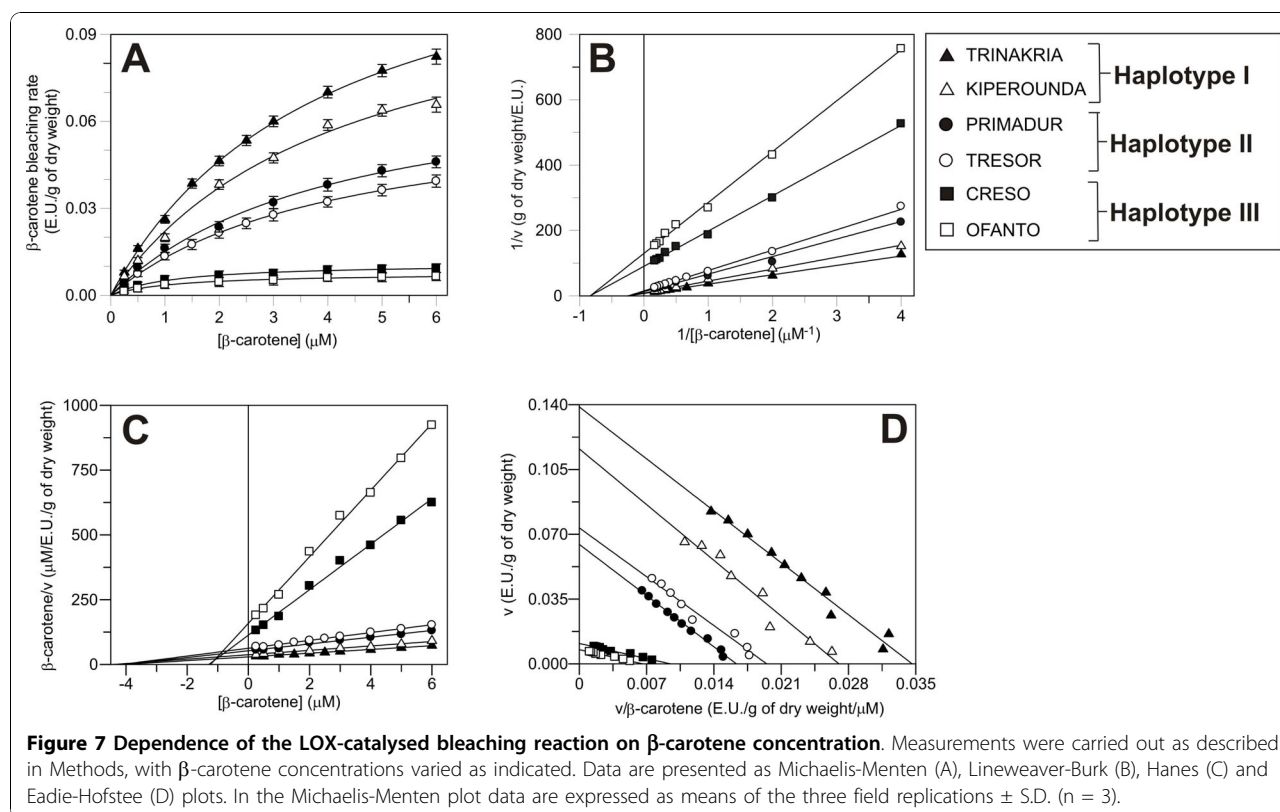 A
0.09
0.06
0.03
0.00
β-carotene bleaching rate
(E.U./g of dry weight)
0 1 2 3 4 5 6
[β-carotene] (µM)
B
800
600
400
200
0
1/v (g of dry weight/E.U.)
-1 0 1 2 3 4
1/[β-carotene] (µM⁻¹)
TRINAKRIA
KIPEROUNDA
Haplotype I
PRIMADUR
TRESOR
Haplotype II
CRESO
OFANTO
Haplotype III
C
1000
750
500
250
0
β-carotene/v (µM/E.U./g of dry weight)
-4 -2 0 2 4 6
[β-carotene] (µM)
D
0.140
0.105
0.070
0.035
0.000
v (E.U./g of dry weight)
0 0.007 0.014 0.021 0.028 0.035
v/β-carotene (E.U./g of dry weight/µM)
Figure 7 Dependence of the LOX-catalysed bleaching reaction on β-carotene concentration. Measurements were carried out as described
in Methods, with β-carotene concentrations varied as indicated. Data are presented as Michaelis-Menten (A), Lineweaver-Burk (B), Hanes (C) and
Eadie-Hofstee (D) plots. In the Michaelis-Menten plot data are expressed as means of the three field replications ± S.D. (n = 3).